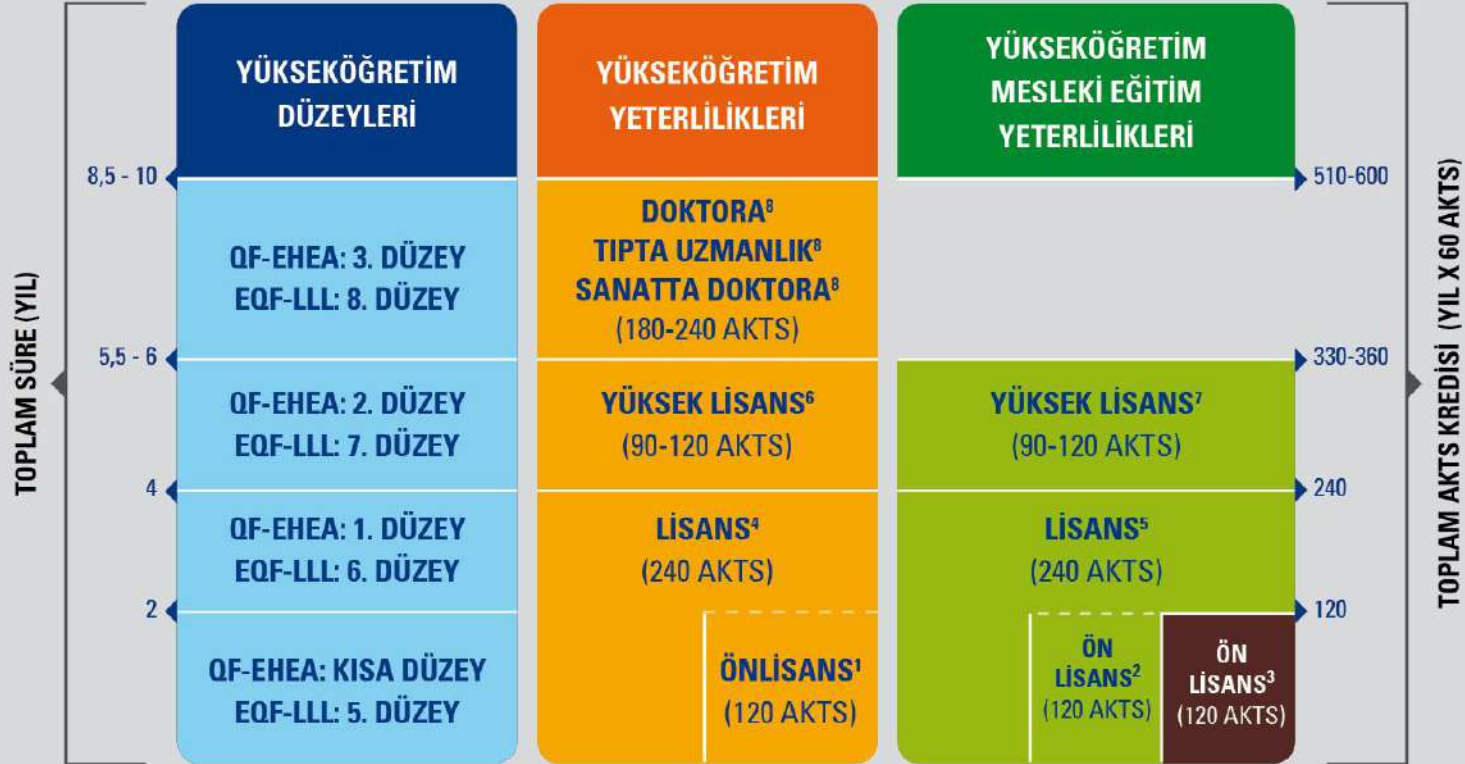 TOPLAM SÜRE (YIL)
8,5 - 10
5,5 - 6
4
2
YÜKSEKÖĞRETİM
DÜZEYLERİ
QF-EHEA: 3. DÜZEY
EQF-LLL: 8. DÜZEY
QF-EHEA: 2. DÜZEY
EQF-LLL: 7. DÜZEY
QF-EHEA: 1. DÜZEY
EQF-LLL: 6. DÜZEY
QF-EHEA: KISA DÜZEY
EQF-LLL: 5. DÜZEY
YÜKSEKÖĞRETİM
YETERLİLİKLERİ
DOKTORA⁸
TIPTA UZMANLIK⁸
SANATTA DOKTORA⁸
(180-240 AKTS)
YÜKSEK LİSANS⁶
(90-120 AKTS)
LİSANS⁴
(240 AKTS)
ÖNLİSANS¹
(120 AKTS)
YÜKSEKÖĞRETİM
MESLEKİ EĞİTİM
YETERLİLİKLERİ
YÜKSEK LİSANS⁷
(90-120 AKTS)
LİSANS⁵
(240 AKTS)
ÖN
LİSANS²
(120 AKTS)
ÖN
LİSANS³
(120 AKTS)
510-600
330-360
240
120
TOPLAM AKTS KREDİSİ (YIL X 60 AKTS)